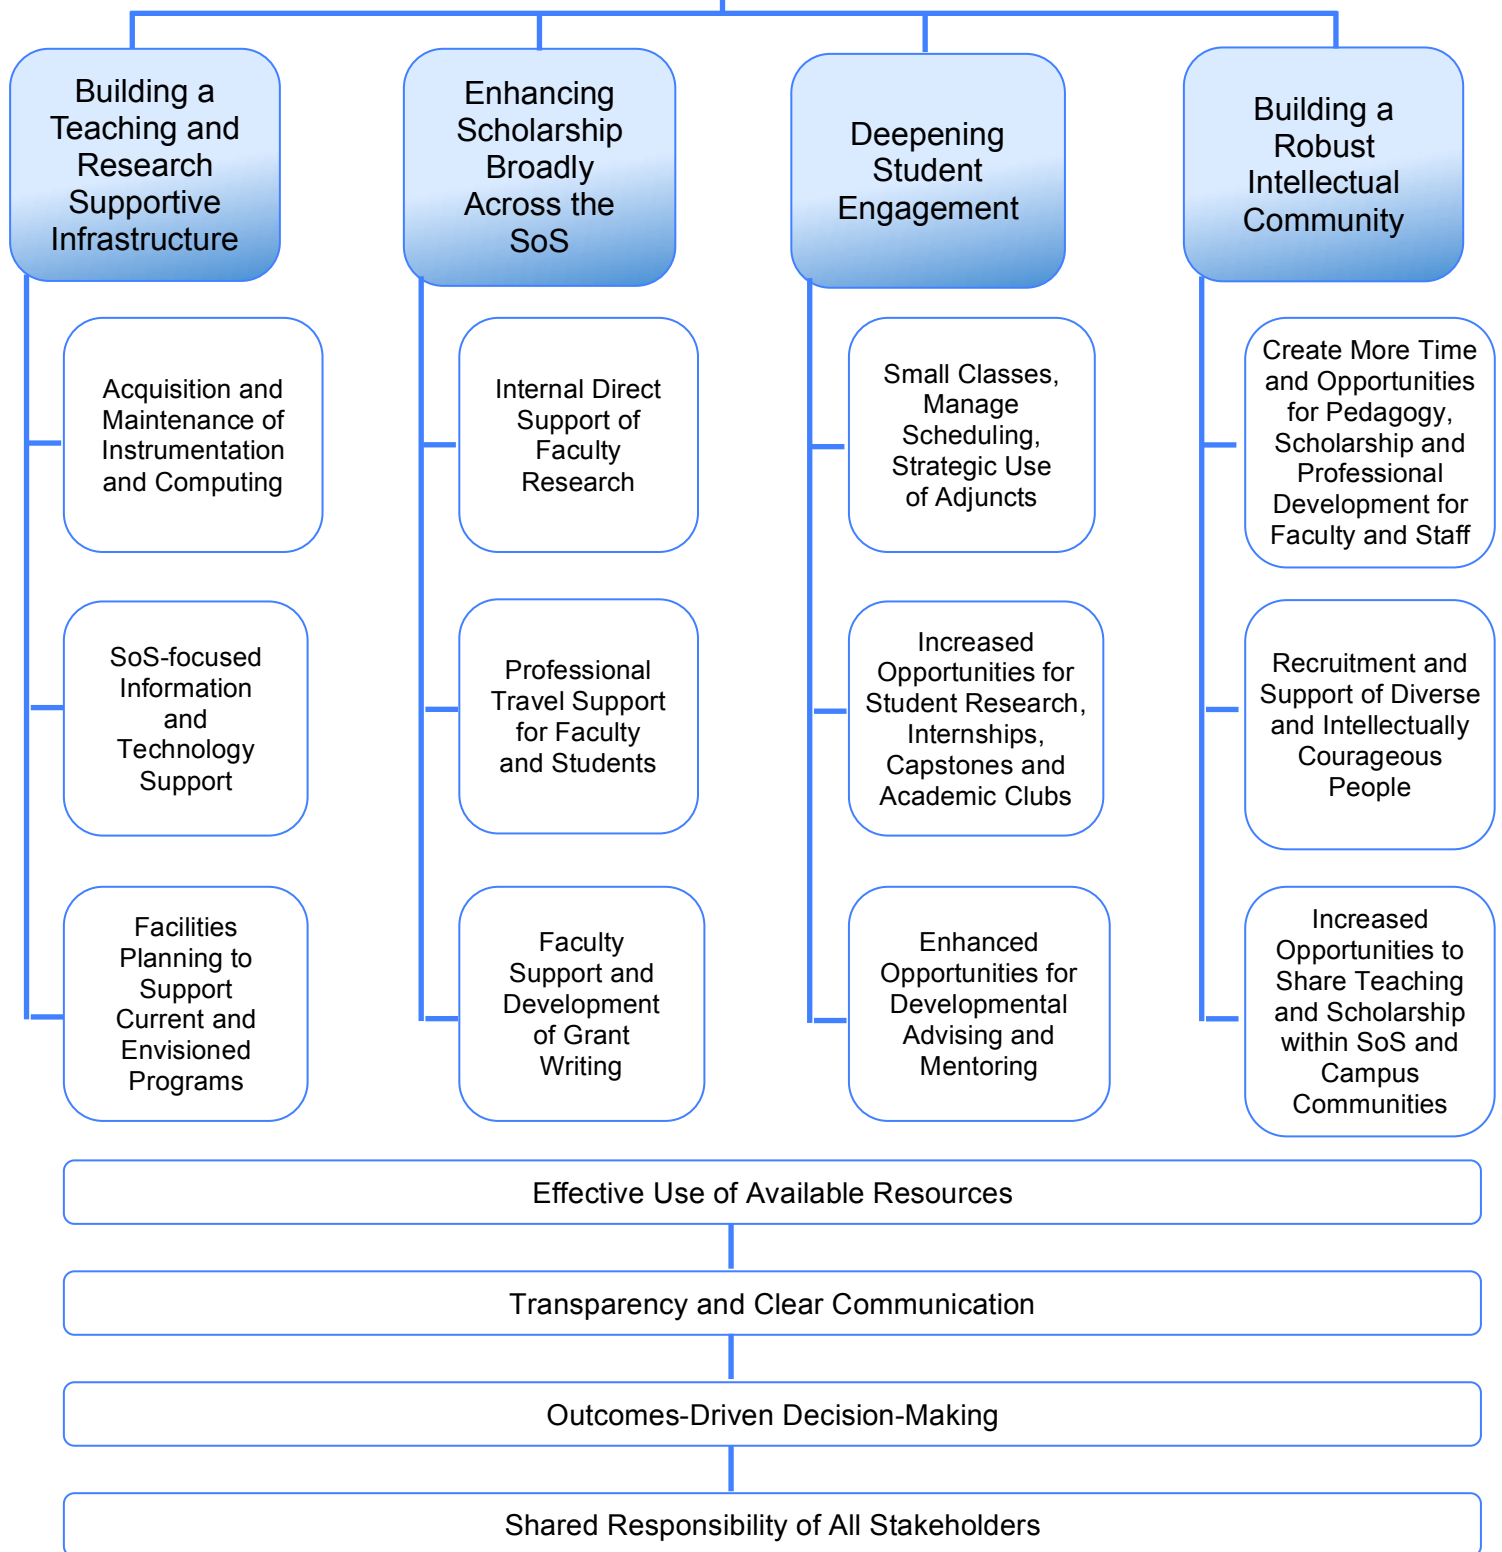 Building a
Teaching and
Research
Supportive
Infrastructure
Enhancing
Scholarship
Broadly
Across the
SoS
Deepening
Student
Engagement
Building a
Robust
Intellectual
Community
Acquisition and
Maintenance of
Instrumentation
and Computing
Internal Direct
Support of
Faculty
Research
Small Classes,
Manage
Scheduling,
Strategic Use
of Adjuncts
Create More Time
and Opportunities
for Pedagogy,
Scholarship and
Professional
Development for
Faculty and Staff
SoS-focused
Information
and
Technology
Support
Professional
Travel Support
for Faculty
and Students
Increased
Opportunities for
Student Research,
Internships,
Capstones and
Academic Clubs
Recruitment and
Support of Diverse
and Intellectually
Courageous
People
Facilities
Planning to
Support
Current and
Envisioned
Programs
Faculty
Support and
Development
of Grant
Writing
Enhanced
Opportunities for
Developmental
Advising and
Mentoring
Increased
Opportunities to
Share Teaching
and Scholarship
within SoS and
Campus
Communities
Effective Use of Available Resources
Transparency and Clear Communication
Outcomes-Driven Decision-Making
Shared Responsibility of All Stakeholders